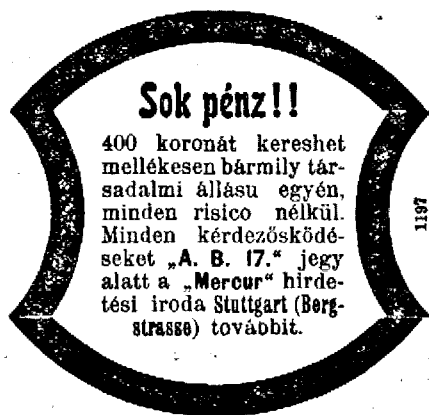 Sok pénz!!
400 koronát kereshet
mellékesen bármily tár-
sadalmi állásu egyén,
minden risico nélkül.
Minden kérdezősködé-
seket „A. B. 17.“ jegy
alatt a „Mercur“ hirde-
tési iroda Stuttgart (Berg-
strasse) továbbit.
1197